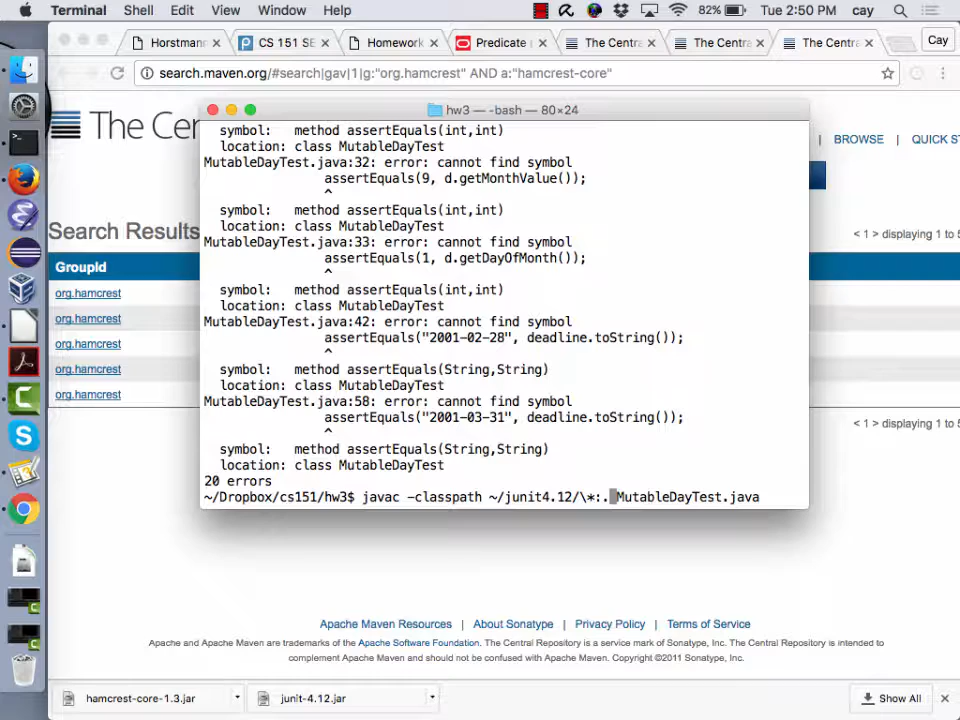 Terminal Shell Edit View Window Help 82% Tue 2:50 PM cay
Horstmann CS 151 SE Homework Predicate The Centra The Centra The Centra Cay
search.maven.org/#search|gav|1|g:"org.hamcrest" AND a:"hamcrest-core"
hw3 — -bash — 80×24
The Cen
BROWSE QUICK S
Search Results
< 1 > displaying 1 to 5
GroupId
org.hamcrest
org.hamcrest
org.hamcrest
org.hamcrest
org.hamcrest
< 1 > displaying 1 to 5
symbol: method assertEquals(int,int)
location: class MutableDayTest
MutableDayTest.java:32: error: cannot find symbol
assertEquals(9, d.getMonthValue());
^
symbol: method assertEquals(int,int)
location: class MutableDayTest
MutableDayTest.java:33: error: cannot find symbol
assertEquals(1, d.getDayOfMonth());
^
symbol: method assertEquals(int,int)
location: class MutableDayTest
MutableDayTest.java:42: error: cannot find symbol
assertEquals("2001-02-28", deadline.toString());
^
symbol: method assertEquals(String,String)
location: class MutableDayTest
MutableDayTest.java:58: error: cannot find symbol
assertEquals("2001-03-31", deadline.toString());
^
symbol: method assertEquals(String,String)
location: class MutableDayTest
20 errors
~/Dropbox/cs151/hw3$ javac -classpath ~/junit4.12/\*:. MutableDayTest.java
Apache Maven Resources | About Sonatype | Privacy Policy | Terms of Service
Apache and Apache Maven are trademarks of the Apache Software Foundation. The Central Repository is a service mark of Sonatype, Inc. The Central Repository is intended to
complement Apache Maven and should not be confused with Apache Maven. Copyright ©2011 Sonatype, Inc.
hamcrest-core-1.3.jar junit-4.12.jar Show All